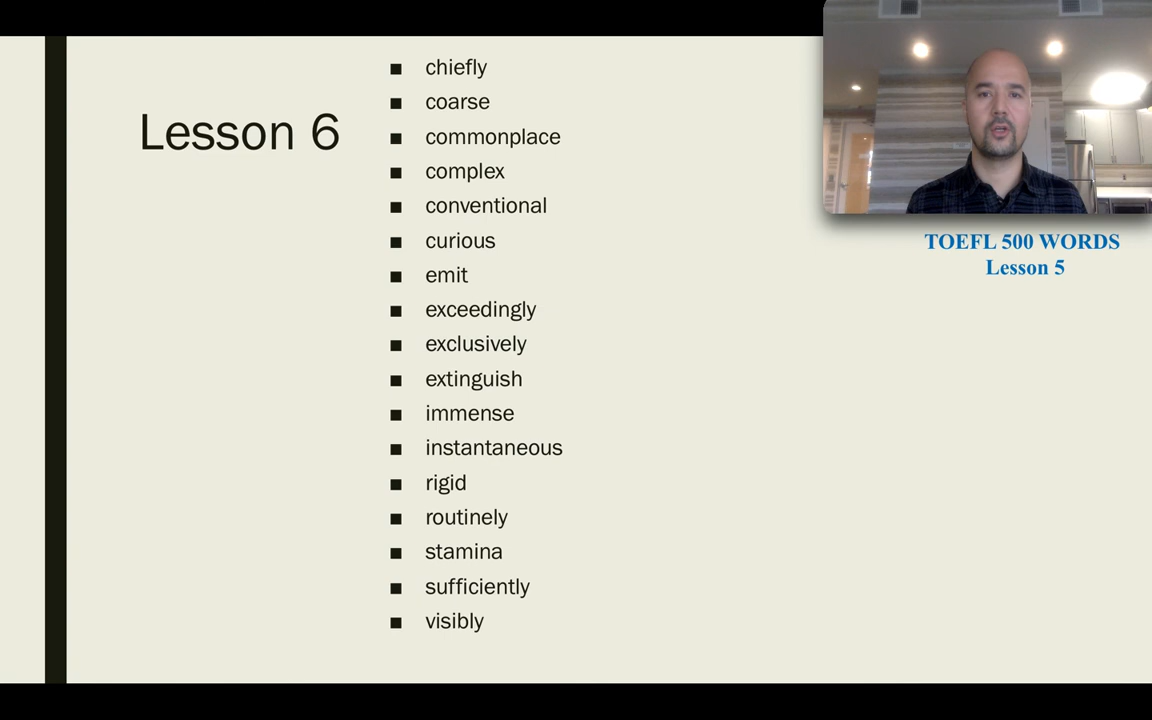 Lesson 6
chiefly
coarse
commonplace
complex
conventional
curious
emit
exceedingly
exclusively
extinguish
immense
instantaneous
rigid
routinely
stamina
sufficiently
visibly
TOEFL 500 WORDS
Lesson 5